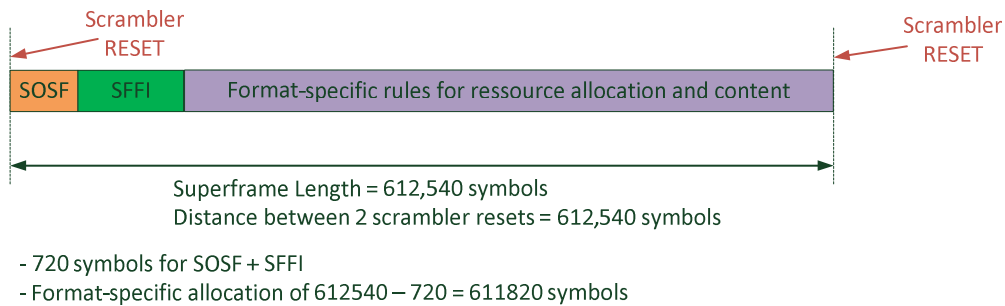 Scrambler
RESET
Scrambler
RESET
SOSF
SFFI
Format-specific rules for ressource allocation and content
Superframe Length = 612,540 symbols
Distance between 2 scrambler resets = 612,540 symbols
- 720 symbols for SOSF + SFFI
- Format-specific allocation of 612540 – 720 = 611820 symbols